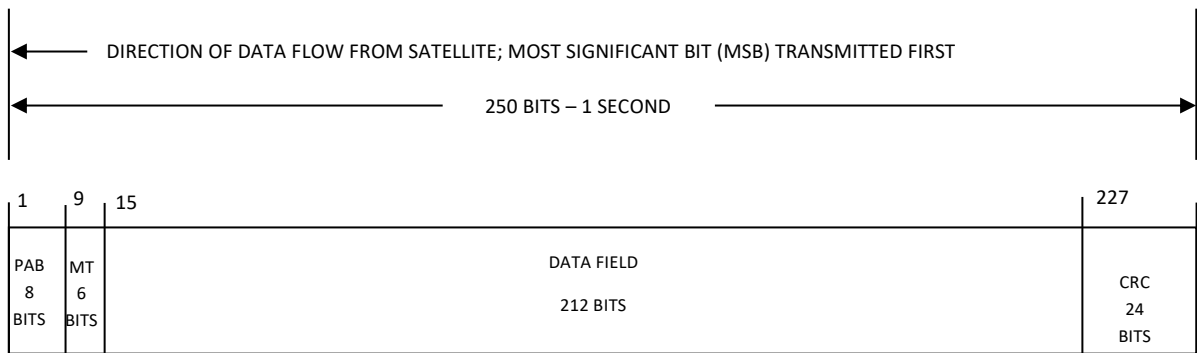 DIRECTION OF DATA FLOW FROM SATELLITE; MOST SIGNIFICANT BIT (MSB) TRANSMITTED FIRST
250 BITS – 1 SECOND
1 9 15 227
PAB
8
BITS
MT
6
BITS
DATA FIELD
212 BITS
CRC
24
BITS